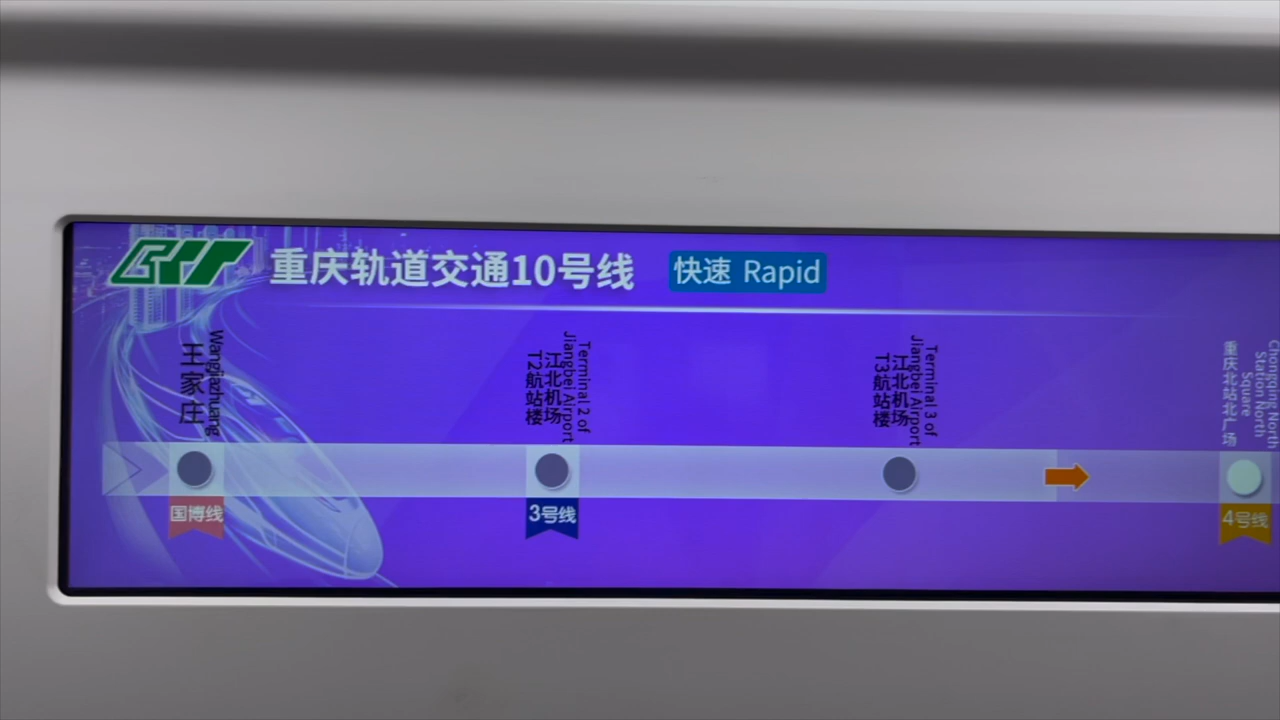 重庆轨道交通10号线
快速 Rapid
王家庄
Wangjiazhuang
国博线
江北机场
T2航站楼
Terminal 2 of
Jiangbei Airport
3号线
江北机场
T3航站楼
Terminal 3 of
Jiangbei Airport
重庆北站北广场
Chongqing North
Station North
Square
4号线